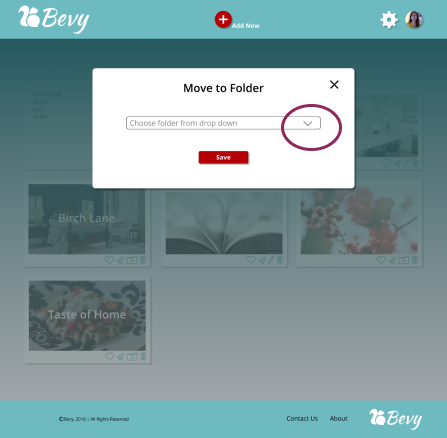 Bevy
Add New
Move to Folder
Choose folder from drop down
Save
Birch Lane
Taste of Home
©Bevy, 2018 | All Rights Reserved
Contact Us
About
Bevy